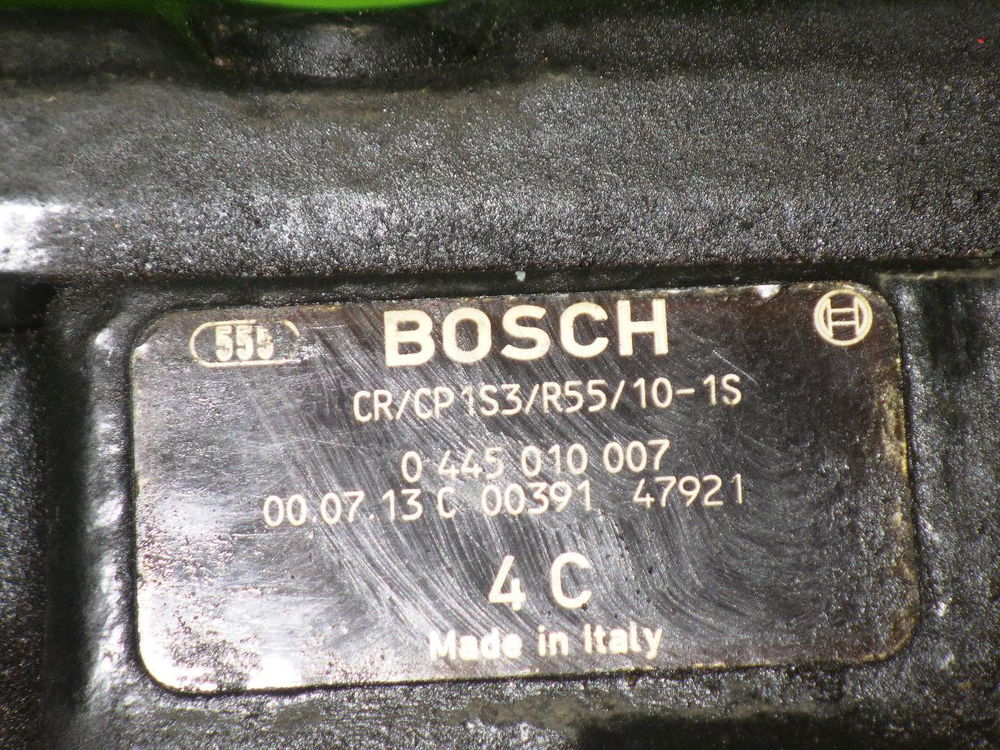 555 BOSCH
CR/CP1S3/R55/10-1S
0 445 010 007
00.07.13 C 00391 47921
4 C
Made in Italy